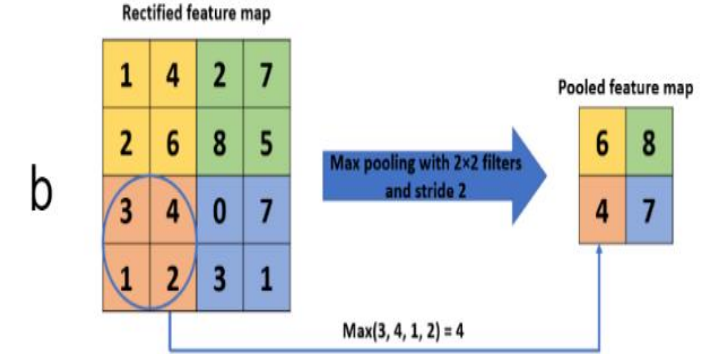 Rectified feature map
1 4 2 7
2 6 8 5
3 4 0 7
1 2 3 1
b
Max pooling with 2×2 filters
and stride 2
Pooled feature map
6 8
4 7
Max(3, 4, 1, 2) = 4